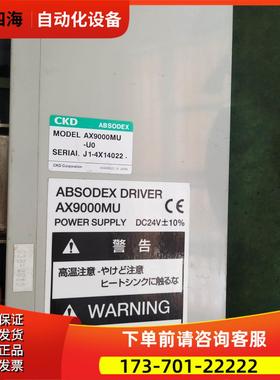 四海 自动化设备
CKD ABSODEX
MODEL AX9000MU
-U0
SERIAL J1-4X14022
CKD Corporation
ABSODEX DRIVER
AX9000MU
POWER SUPPLY DC24V±10%
CE
警告
高温注意-やけど注意
ヒートシンクに触るな
WARNING
正规
下单前请咨询客服
173-701-22222